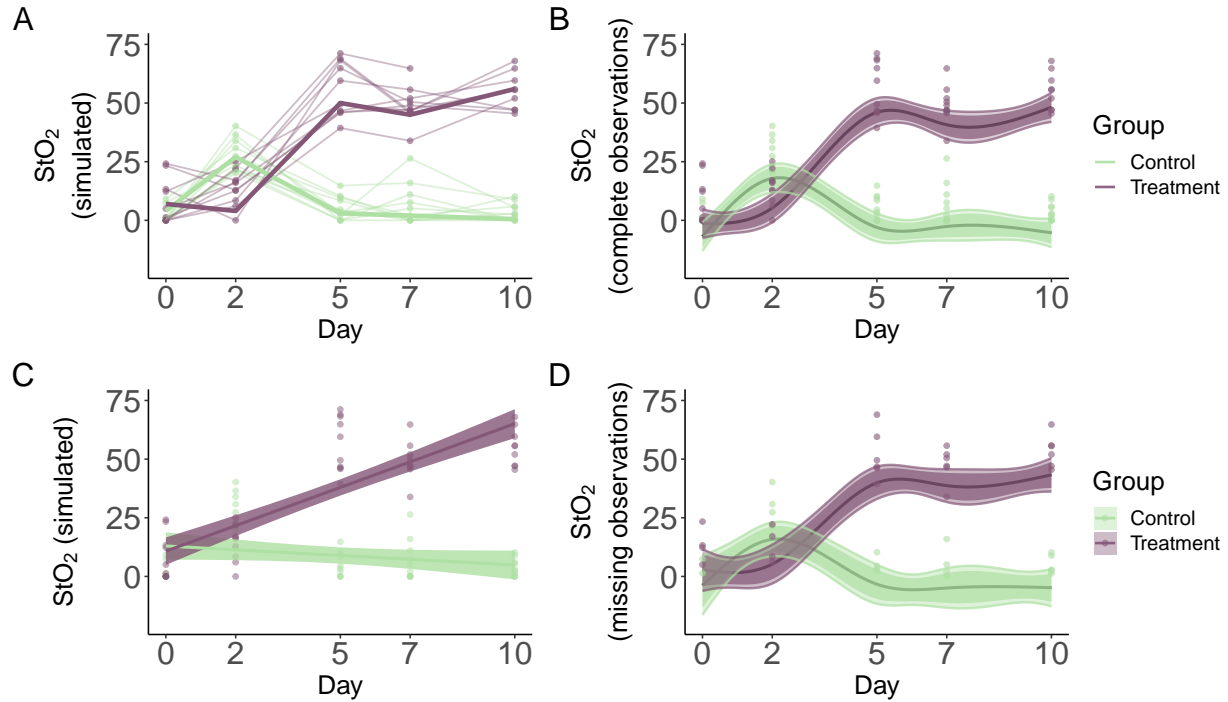 A
StO₂
(simulated)
75
50
25
0
0 2 5 7 10
Day
B
StO₂
(complete observations)
75
50
25
0
0 2 5 7 10
Day
Group
Control
Treatment
C
StO₂ (simulated)
75
50
25
0
0 2 5 7 10
Day
D
StO₂
(missing observations)
75
50
25
0
0 2 5 7 10
Day
Group
Control
Treatment